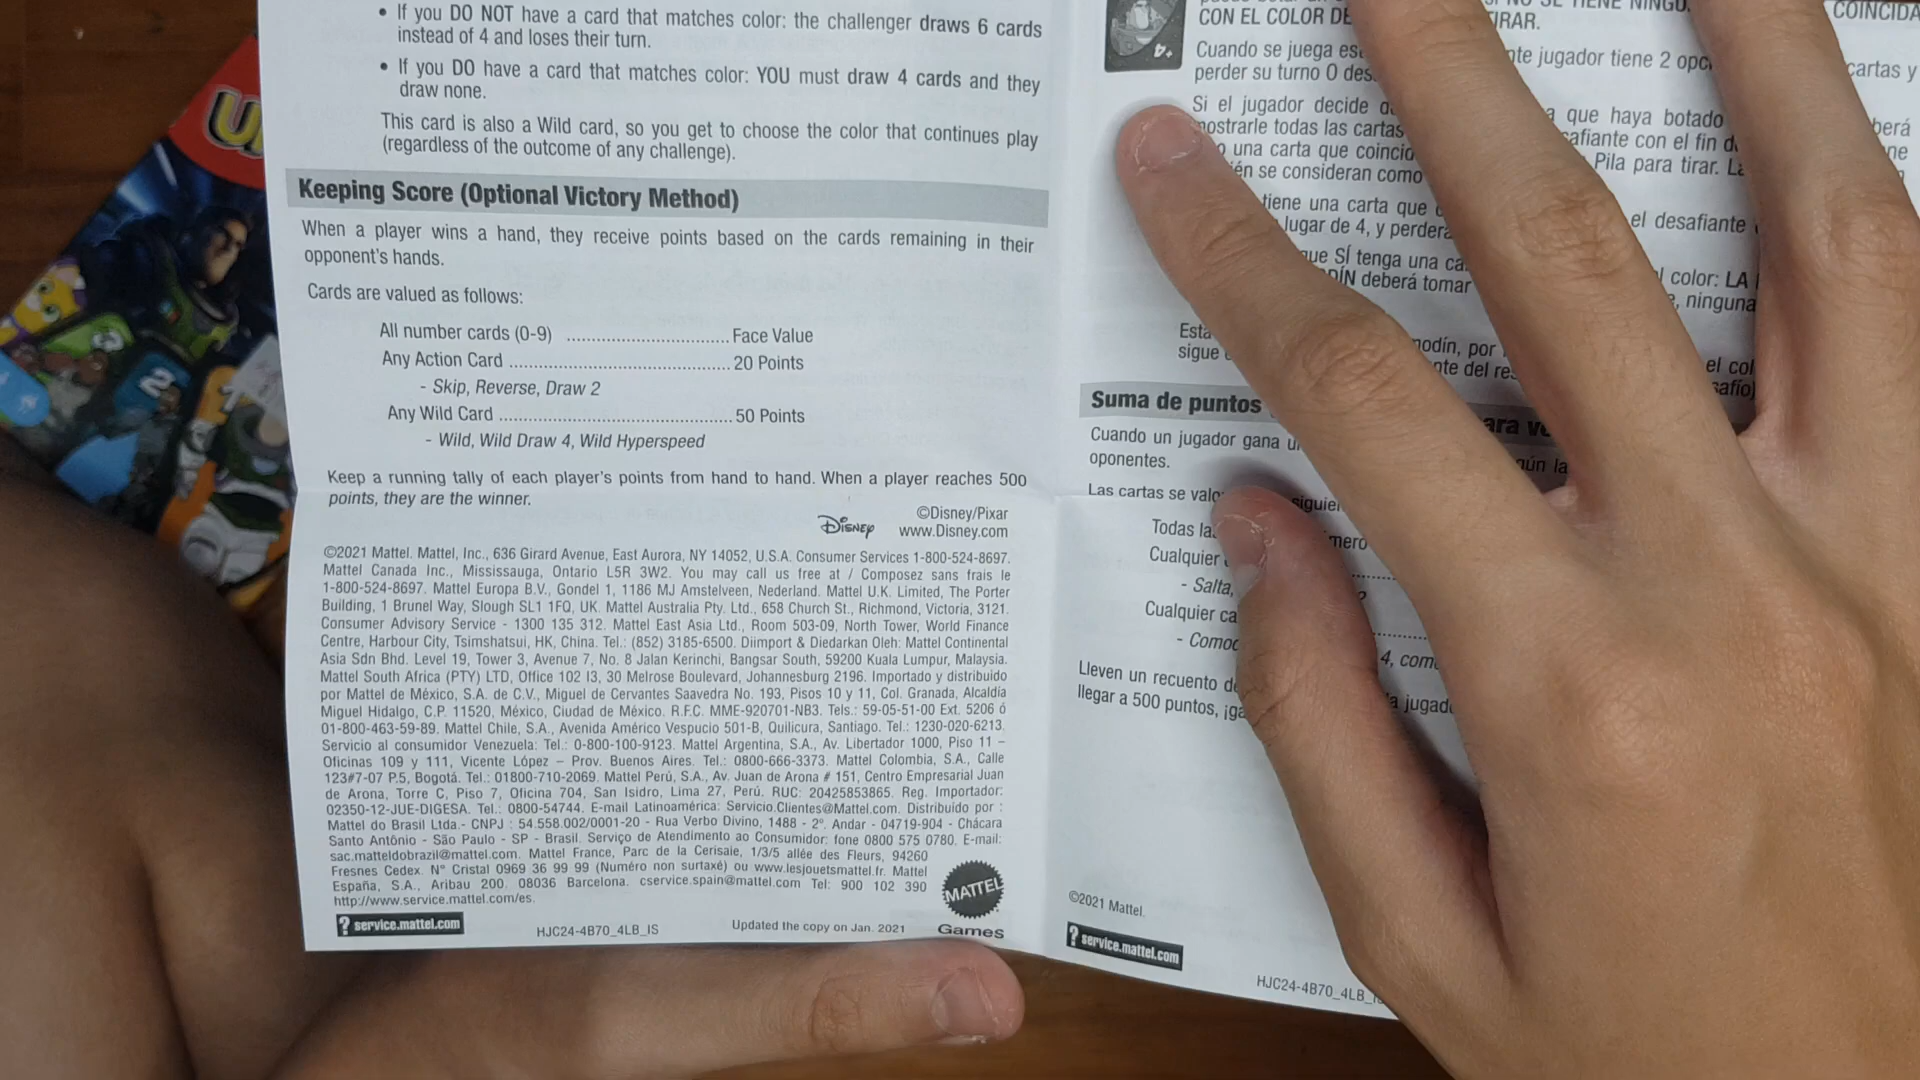 • If you DO NOT have a card that matches color: the challenger draws 6 cards
instead of 4 and loses their turn.
• If you DO have a card that matches color: YOU must draw 4 cards and they
draw none.
This card is also a Wild card, so you get to choose the color that continues play
(regardless of the outcome of any challenge).
Keeping Score (Optional Victory Method)
When a player wins a hand, they receive points based on the cards remaining in their
opponent's hands.
Cards are valued as follows:
All number cards (0-9) .............................. Face Value
Any Action Card ......................................... 20 Points
- Skip, Reverse, Draw 2
Any Wild Card ........................................... 50 Points
- Wild, Wild Draw 4, Wild Hyperspeed
Keep a running tally of each player's points from hand to hand. When a player reaches 500
points, they are the winner.
Disney
©Disney/Pixar
www.Disney.com
©2021 Mattel. Mattel, Inc., 636 Girard Avenue, East Aurora, NY 14052, U.S.A. Consumer Services 1-800-524-8697.
Mattel Canada Inc., Mississauga, Ontario L5R 3W2. You may call us free at / Composez sans frais le
1-800-524-8697. Mattel Europa B.V., Gondel 1, 1186 MJ Amstelveen, Nederland. Mattel U.K. Limited, The Porter
Building, 1 Brunel Way, Slough SL1 1FQ, UK. Mattel Australia Pty. Ltd., 658 Church St., Richmond, Victoria, 3121.
Consumer Advisory Service - 1300 135 312. Mattel East Asia Ltd., Room 503-09, North Tower, World Finance
Centre, Harbour City, Tsimshatsui, HK, China. Tel.: (852) 3185-6500. Diimport & Diedarkan Oleh: Mattel Continental
Asia Sdn Bhd. Level 19, Tower 3, Avenue 7, No. 8 Jalan Kerinchi, Bangsar South, 59200 Kuala Lumpur, Malaysia.
Mattel South Africa (PTY) LTD, Office 102 I3, 30 Melrose Boulevard, Johannesburg 2196. Importado y distribuido
por Mattel de México, S.A. de C.V., Miguel de Cervantes Saavedra No. 193, Pisos 10 y 11, Col. Granada, Alcaldía
Miguel Hidalgo, C.P. 11520, México, Ciudad de México. R.F.C. MME-920701-NB3. Tels.: 59-05-51-00 Ext. 5206 ó
01-800-463-59-89. Mattel Chile, S.A., Avenida Américo Vespucio 501-B, Quilicura, Santiago. Tel.: 1230-020-6213.
Servicio al consumidor Venezuela: Tel.: 0-800-100-9123. Mattel Argentina, S.A., Av. Libertador 1000, Piso 11 –
Oficinas 109 y 111, Vicente López – Prov. Buenos Aires. Tel.: 0800-666-3373. Mattel Colombia, S.A., Calle
123#7-07 P.5, Bogotá. Tel.: 01800-710-2069. Mattel Perú, S.A., Av. Juan de Arona # 151, Centro Empresarial Juan
de Arona, Torre C, Piso 7, Oficina 704, San Isidro, Lima 27, Perú. RUC: 20425853865. Reg. Importador:
02350-12-JUE-DIGESA. Tel.: 0800-54744. E-mail Latinoamérica: Servicio.Clientes@Mattel.com. Distribuído por :
Mattel do Brasil Ltda.- CNPJ : 54.558.002/0001-20 - Rua Verbo Divino, 1488 - 2º. Andar - 04719-904 - Chácara
Santo Antônio - São Paulo - SP - Brasil. Serviço de Atendimento ao Consumidor: fone 0800 575 0780. E-mail:
sac.matteldobrazil@mattel.com. Mattel France, Parc de la Cerisaie, 1/3/5 allée des Fleurs, 94260
Fresnes Cedex. N° Cristal 0969 36 99 99 (Numéro non surtaxé) ou www.lesjouetsmattel.fr. Mattel
España, S.A., Aribau 200. 08036 Barcelona. cservice.spain@mattel.com Tel: 900 102 390
http://www.service.mattel.com/es.
MATTEL
Games
? service.mattel.com
HJC24-4B70_4LB_IS
Updated the copy on Jan. 2021
CON EL COLOR DE TIRAR.
COINCIDA
Cuando se juega jugador tiene 2 cartas y
perder su turno O
Si el jugador decide a que haya botado
mostrarle todas las cartas con el fin
una carta que Pila para tirar.
se consideran como
tiene una carta que el desafiante
lugar de 4, y
que SÍ tenga una color: LA
deberá tomar ninguna
por
sigue el
Suma de puntos
Cuando un jugador gana
oponentes.
Las cartas se
Todas
Cualquier
- Salta,
Cualquier
4,
Lleven un recuento
llegar a 500 puntos,
©2021 Mattel.
? service.mattel.com
HJC24-4B70_4LB_
2